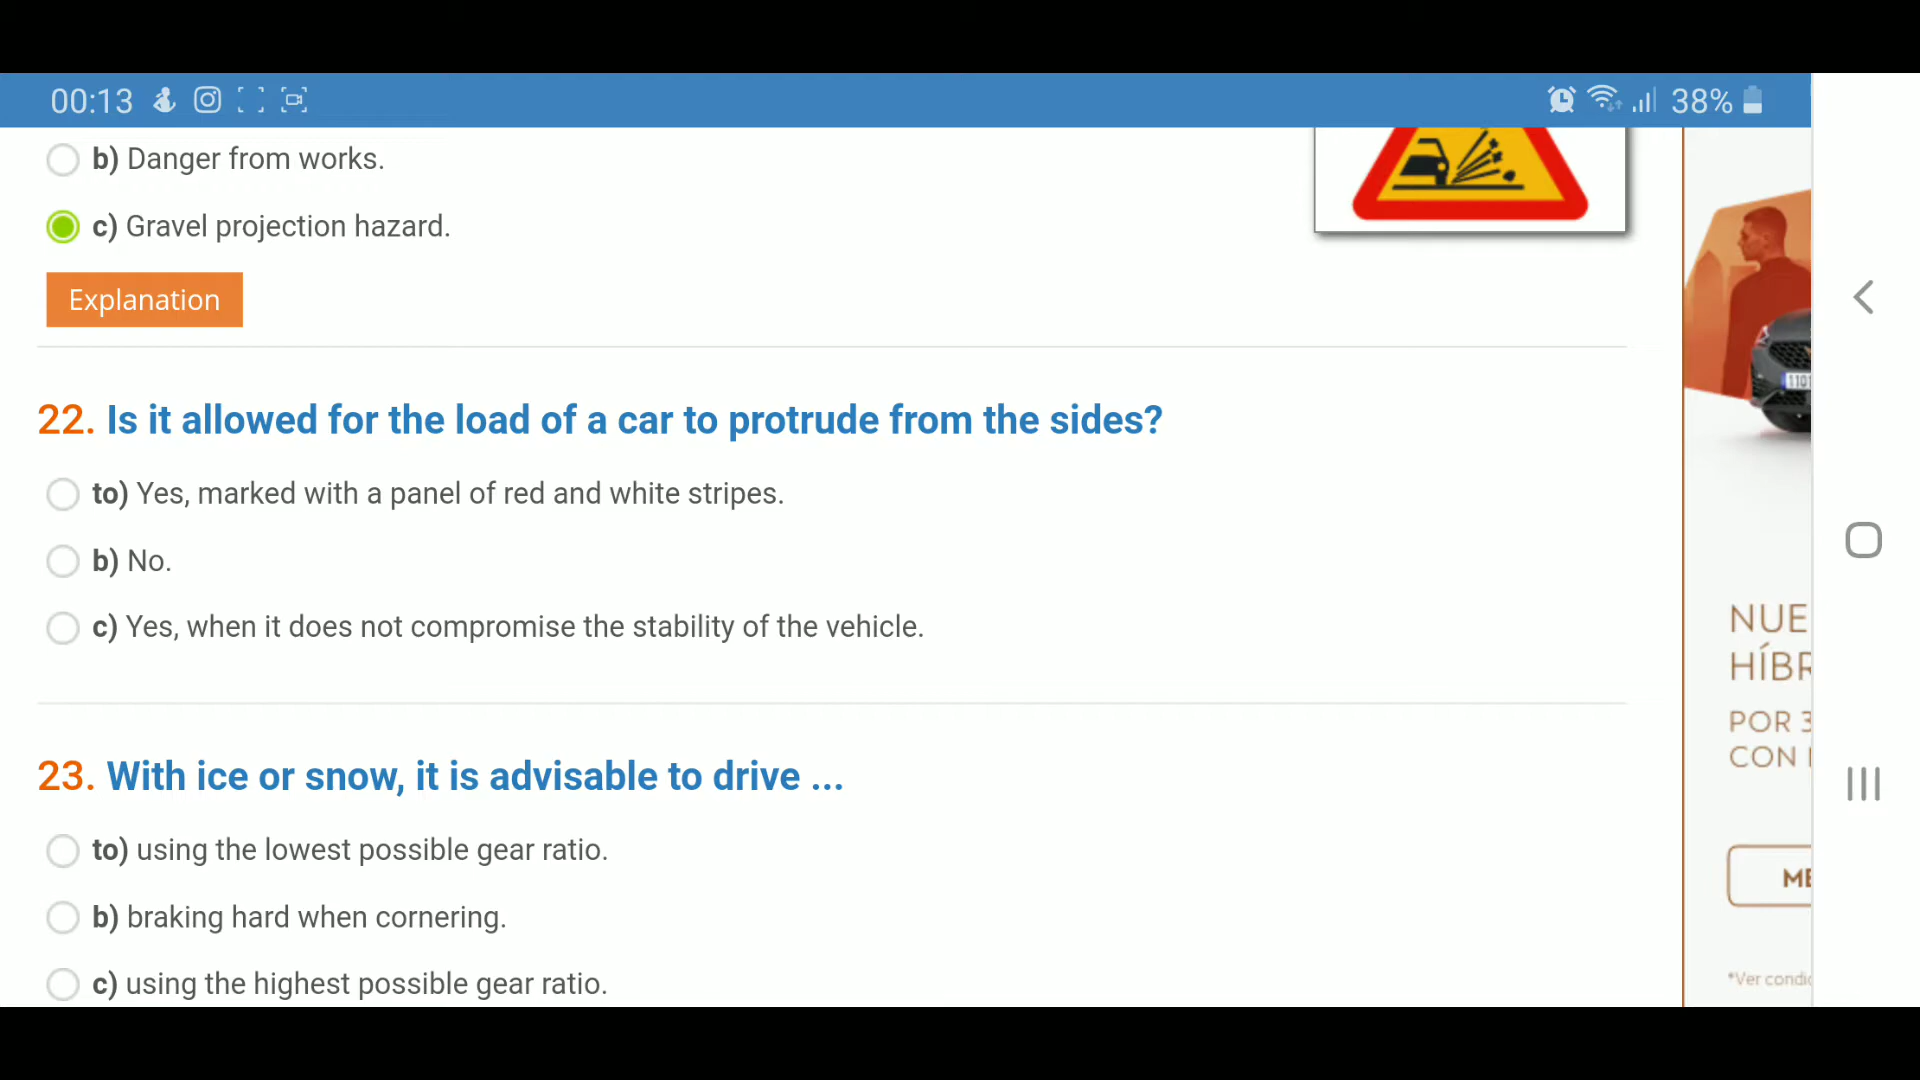 00:13
38%
b) Danger from works.
c) Gravel projection hazard.
Explanation
22. Is it allowed for the load of a car to protrude from the sides?
to) Yes, marked with a panel of red and white stripes.
b) No.
c) Yes, when it does not compromise the stability of the vehicle.
23. With ice or snow, it is advisable to drive ...
to) using the lowest possible gear ratio.
b) braking hard when cornering.
c) using the highest possible gear ratio.
1101
NUE
HÍBR
POR 3
CON
ME
*Ver condic